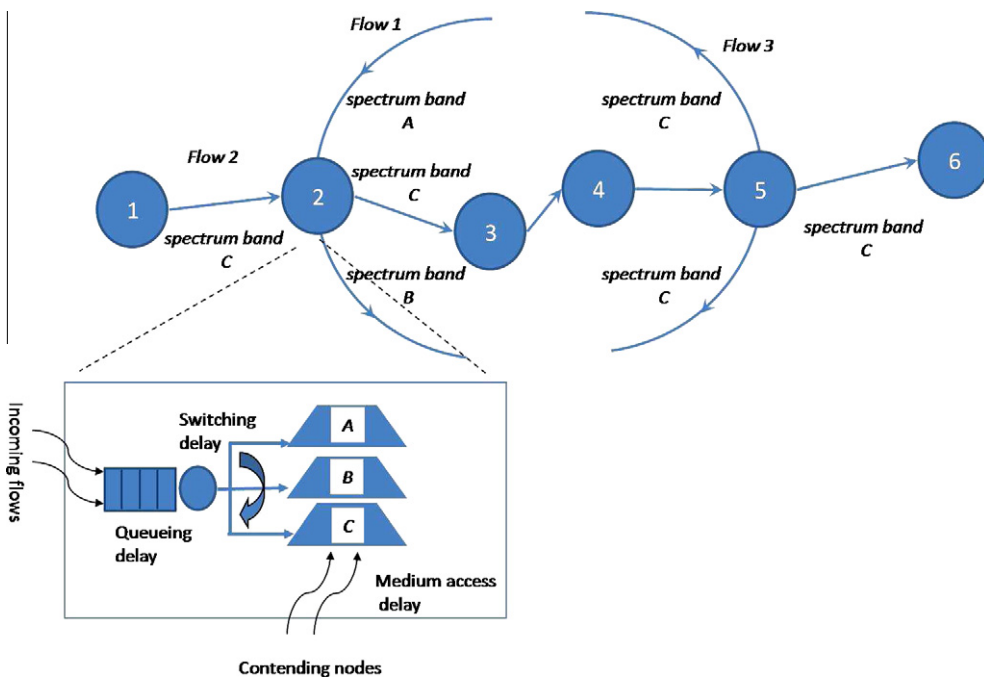 Flow 1
Flow 3
spectrum band
A
spectrum band
C
Flow 2
spectrum band
C
1
2
3
4
5
6
spectrum band
C
spectrum band
C
spectrum band
B
spectrum band
C
Incoming flows
Switching
delay
A
B
C
Queueing
delay
Medium access
delay
Contending nodes